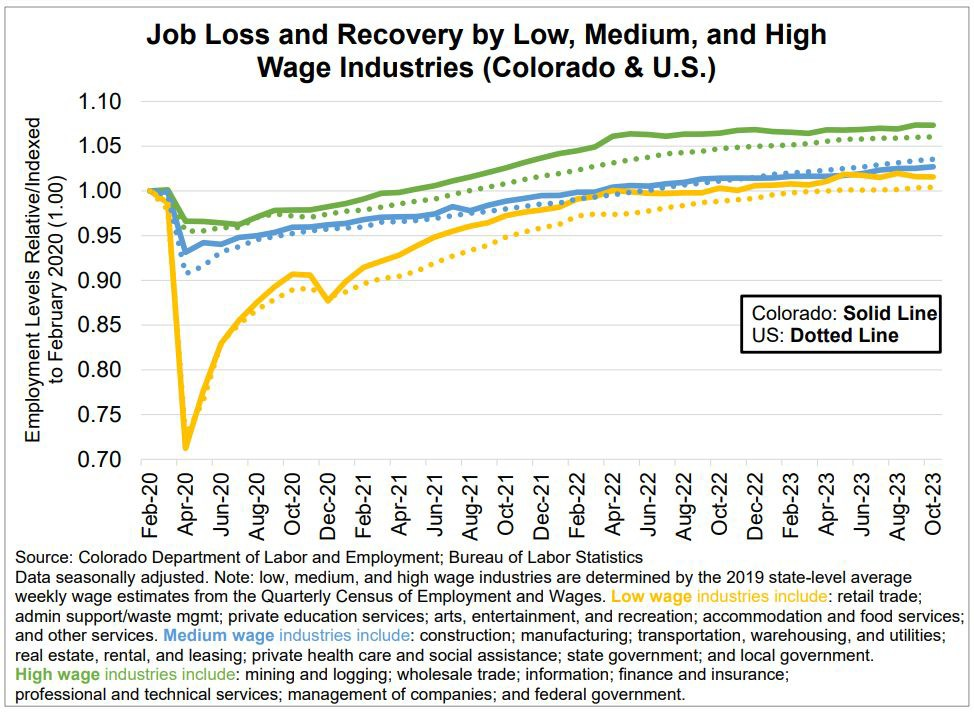 Job Loss and Recovery by Low, Medium, and High
Wage Industries (Colorado & U.S.)
Employment Levels Relative/Indexed
to February 2020 (1.00)
1.10
1.05
1.00
0.95
0.90
0.85
0.80
0.75
0.70
Colorado: Solid Line
US: Dotted Line
Feb-20
Apr-20
Jun-20
Aug-20
Oct-20
Dec-20
Feb-21
Apr-21
Jun-21
Aug-21
Oct-21
Dec-21
Feb-22
Apr-22
Jun-22
Aug-22
Oct-22
Dec-22
Feb-23
Apr-23
Jun-23
Aug-23
Oct-23
Source: Colorado Department of Labor and Employment; Bureau of Labor Statistics
Data seasonally adjusted. Note: low, medium, and high wage industries are determined by the 2019 state-level average
weekly wage estimates from the Quarterly Census of Employment and Wages. Low wage industries include: retail trade;
admin support/waste mgmt; private education services; arts, entertainment, and recreation; accommodation and food services;
and other services. Medium wage industries include: construction; manufacturing; transportation, warehousing, and utilities;
real estate, rental, and leasing; private health care and social assistance; state government; and local government.
High wage industries include: mining and logging; wholesale trade; information; finance and insurance;
professional and technical services; management of companies; and federal government.